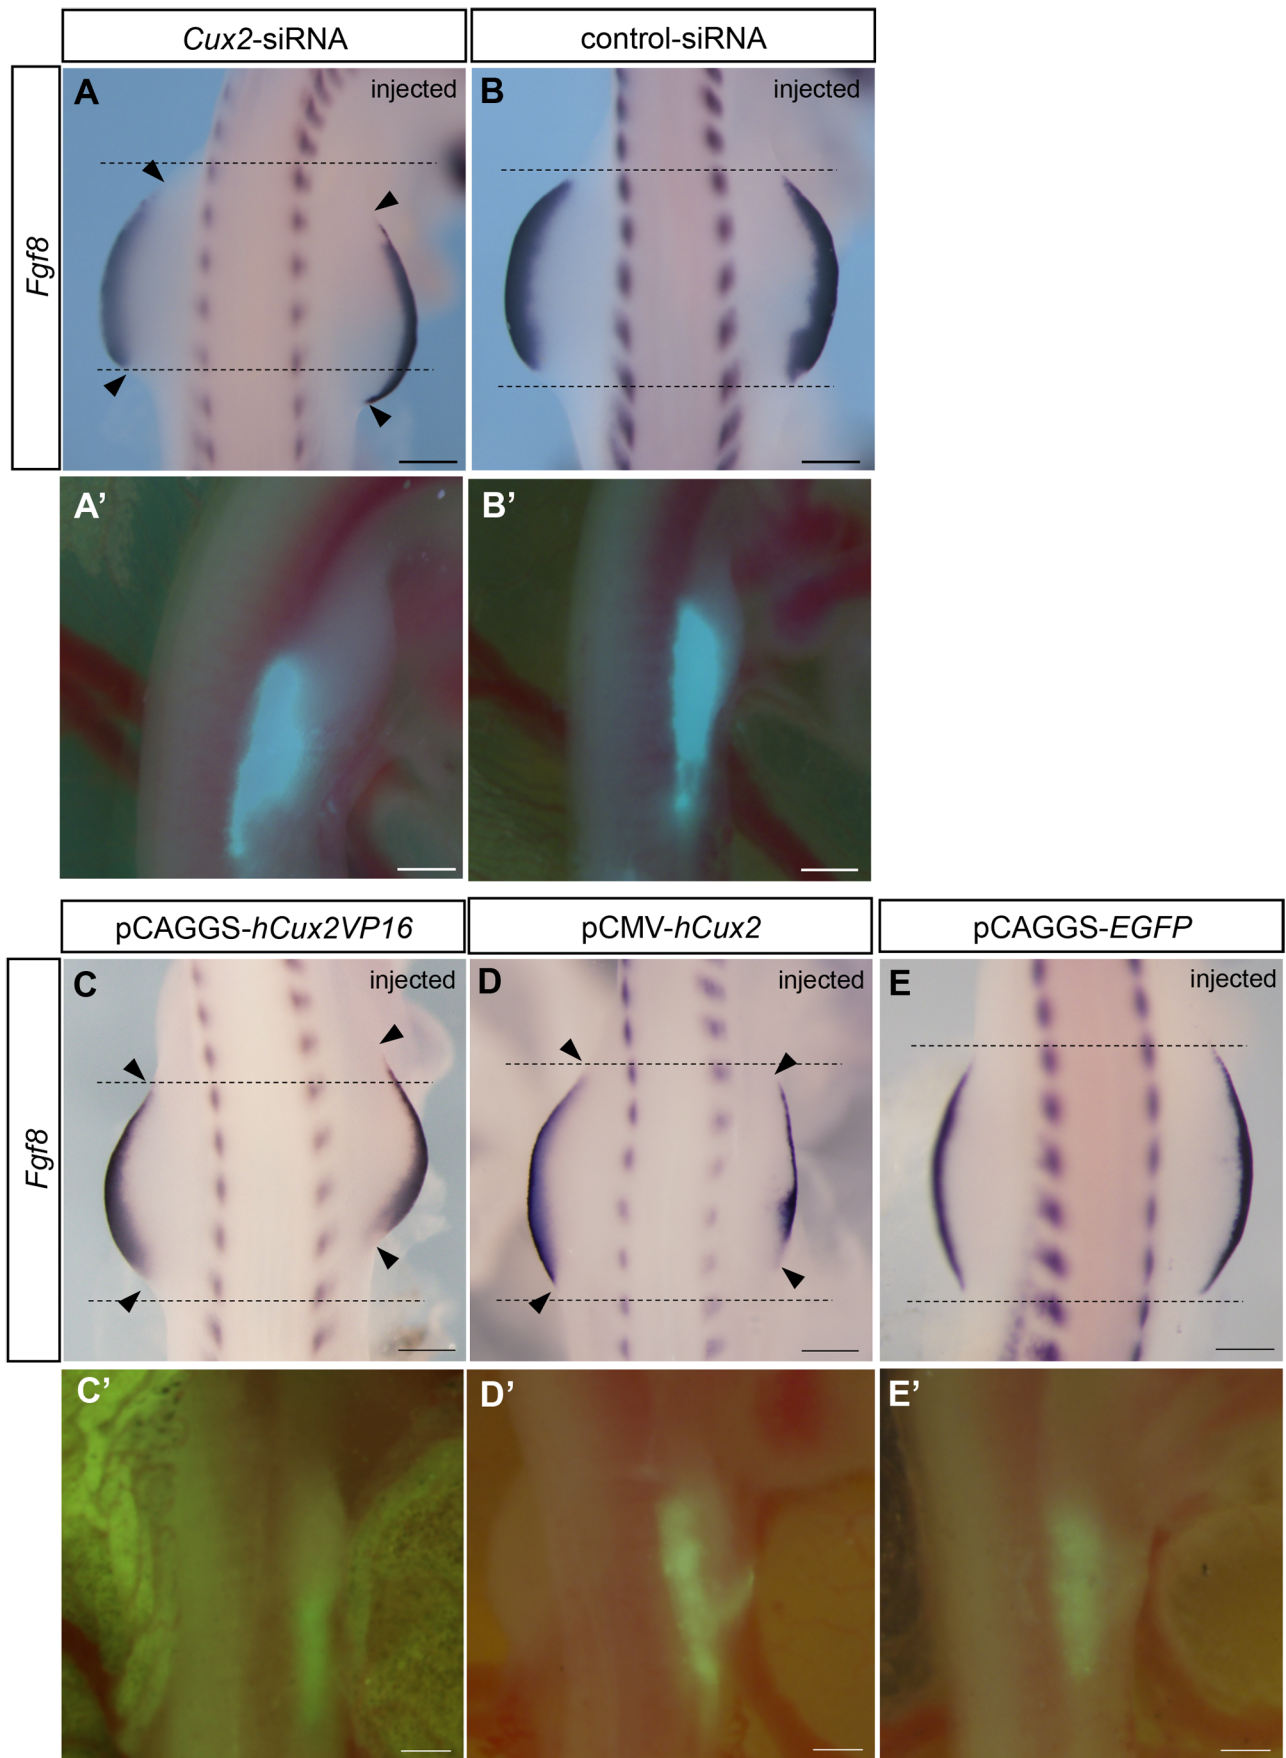 Cux2-siRNA
control-siRNA
Fgf8
A
injected
B
injected
A’
B’
pCAGGS-hCux2VP16
pCMV-hCux2
pCAGGS-EGFP
Fgf8
C
injected
D
injected
E
injected
C’
D’
E’